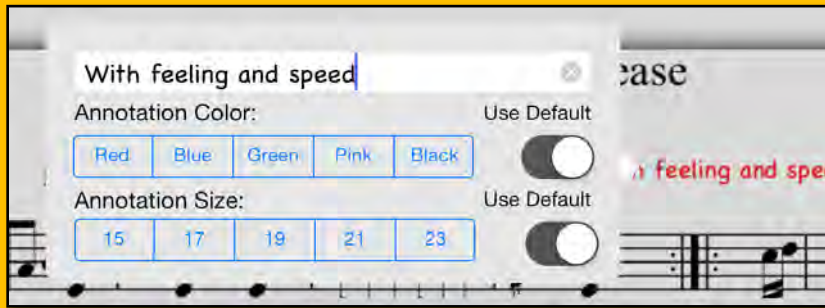 With feeling and speed
ease
Annotation Color:
Use Default
Red Blue Green Pink Black
feeling and spe
Annotation Size:
Use Default
15 17 19 21 23